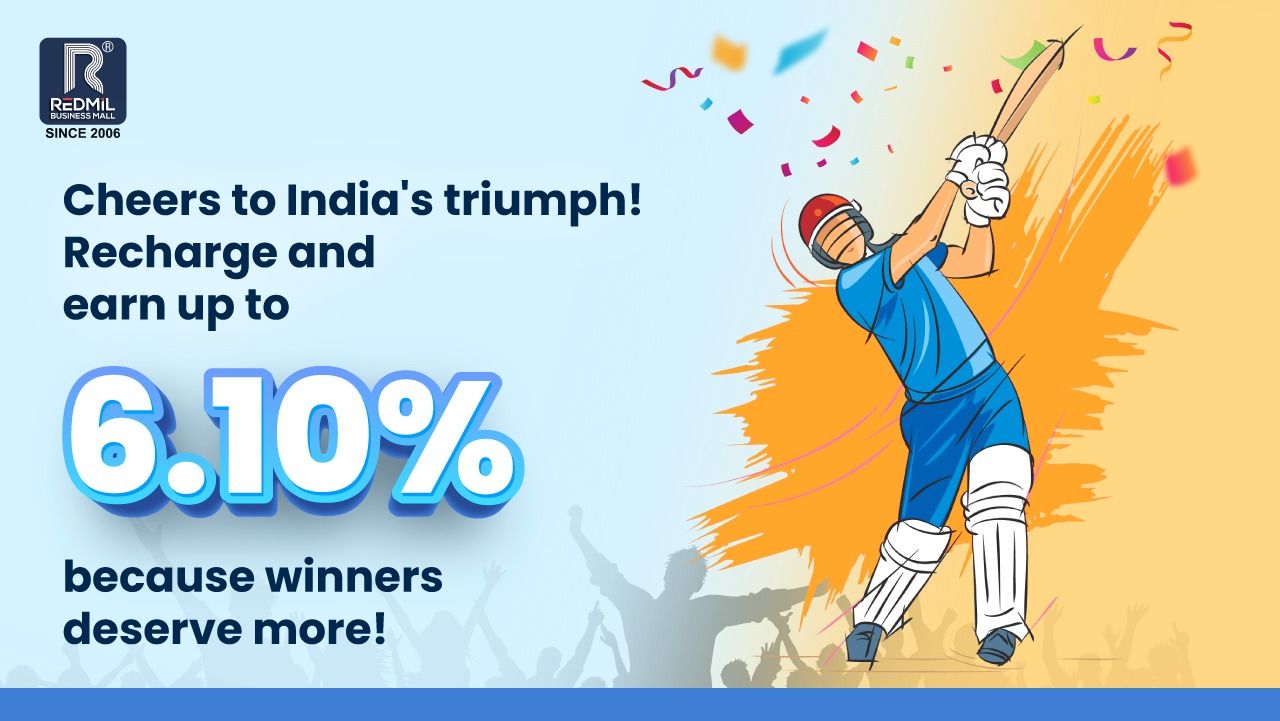 R®
REDMiL
BUSINESS MALL
SINCE 2006
Cheers to India's triumph!
Recharge and
earn up to
6.10%
because winners
deserve more!